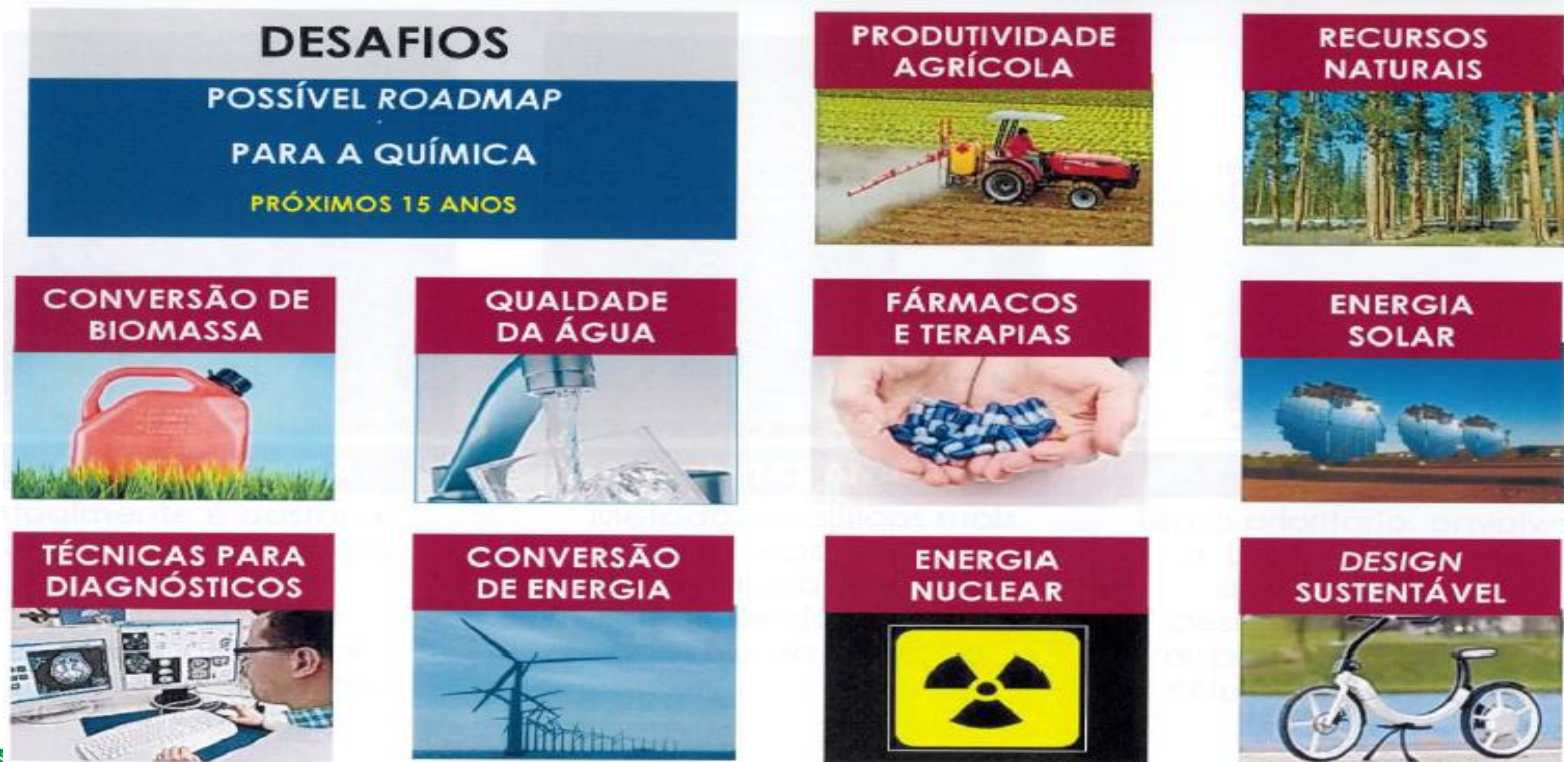 DESAFIOS
POSSÍVEL ROADMAP
PARA A QUÍMICA
PRÓXIMOS 15 ANOS
PRODUTIVIDADE
AGRÍCOLA
RECURSOS
NATURAIS
CONVERSÃO DE
BIOMASSA
QUALDADE
DA ÁGUA
FÁRMACOS
E TERAPIAS
ENERGIA
SOLAR
TÉCNICAS PARA
DIAGNÓSTICOS
CONVERSÃO
DE ENERGIA
ENERGIA
NUCLEAR
DESIGN
SUSTENTÁVEL